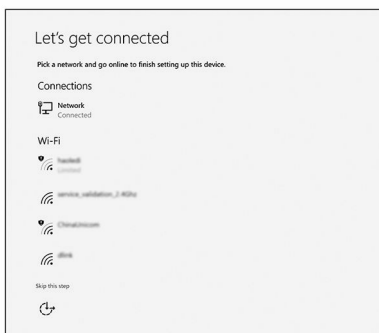 Let's get connected
Pick a network and go online to finish setting up this device.
Connections
Network
Connected
Wi-Fi
Limited
service_validation_2.4Ghz
ChinaUnicom
dlink
Skip this step